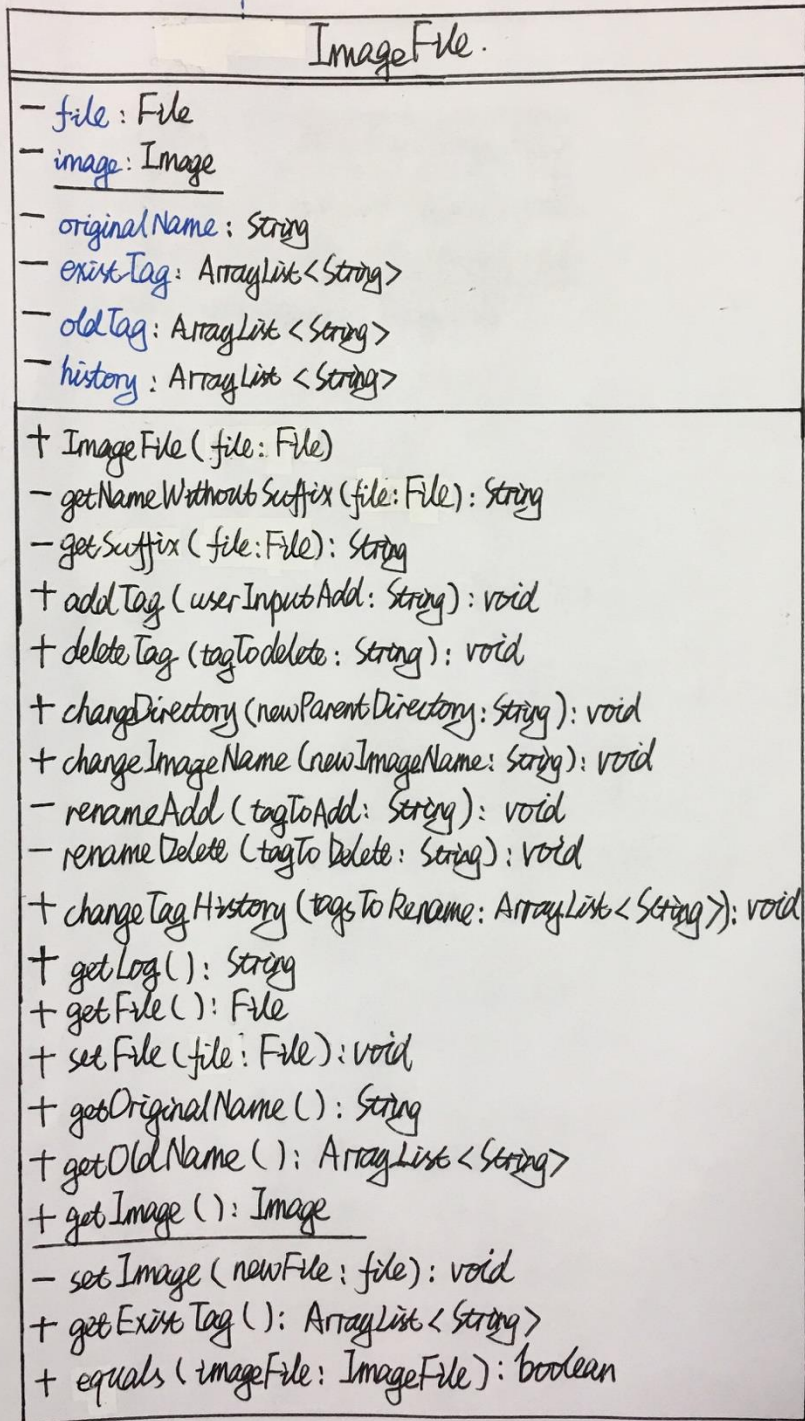 ImageFile.
- file: File
- image: Image
- originalName: String
- existTag: ArrayList<String>
- oldTag: ArrayList<String>
- history: ArrayList<String>
+ ImageFile(file: File)
- getNameWithoutSuffix(file: File): String
- getSuffix(file: File): String
+ addTag(userInputAdd: String): void
+ deleteTag(tagTodelete: String): void
+ changeDirectory(newParentDirectory: String): void
+ changeImageName(newImageName: String): void
- renameAdd(tagToAdd: String): void
- renameDelete(tagToDelete: String): void
+ changeTagHistory(tagsToRename: ArrayList<String>): void
+ getLog(): String
+ getFile(): File
+ setFile(file: File): void
+ getOriginalName(): String
+ getOldName(): ArrayList<String>
+ getImage(): Image
- setImage(newFile: file): void
+ getExistTag(): ArrayList<String>
+ equals(imageFile: ImageFile): boolean